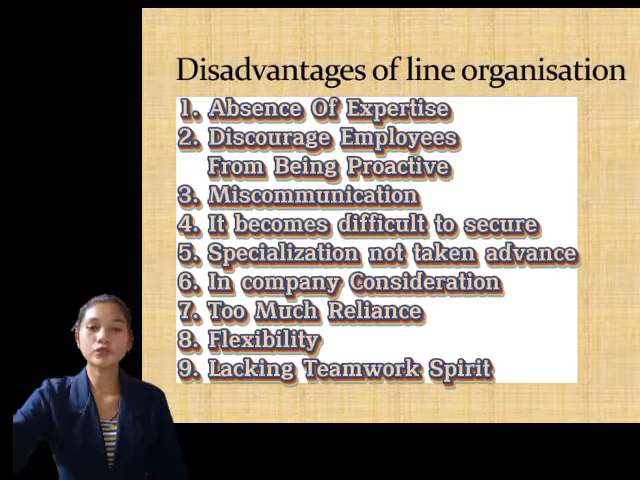 Disadvantages of line organisation
1. Absence Of Expertise
2. Discourage Employees
From Being Proactive
3. Miscommunication
4. It becomes difficult to secure
5. Specialization not taken advance
6. In company Consideration
7. Too Much Reliance
8. Flexibility
9. Lacking Teamwork Spirit